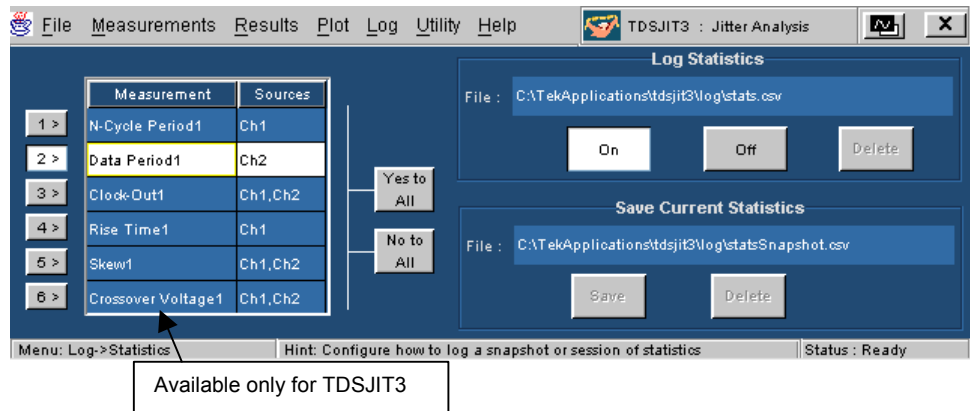 File Measurements Results Plot Log Utility Help TDSJIT3 : Jitter Analysis X
Measurement Sources
1 > N-Cycle Period1 Ch1
2 > Data Period1 Ch2
3 > Clock-Out1 Ch1,Ch2
4 > Rise Time1 Ch1
5 > Skew1 Ch1,Ch2
6 > Crossover Voltage1 Ch1,Ch2
Yes to
All
No to
All
Log Statistics
File : C:\TekApplications\tdsjit3\log\stats.csv
On Off Delete
Save Current Statistics
File : C:\TekApplications\tdsjit3\log\statsSnapshot.csv
Save Delete
Menu: Log->Statistics Hint: Configure how to log a snapshot or session of statistics Status : Ready
Available only for TDSJIT3